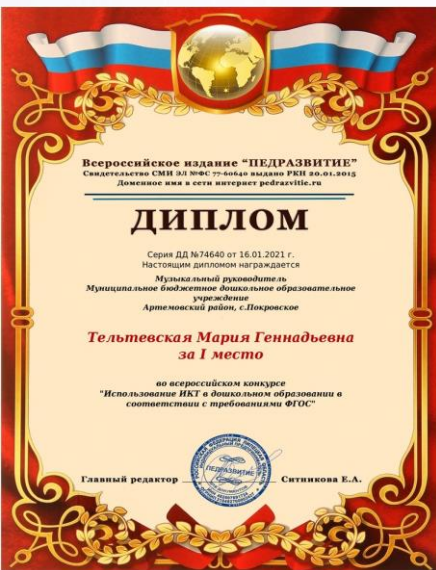 Всероссийское издание “ПЕДРАЗВИТИЕ”
Свидетельство СМИ ЭЛ №ФС 77-60640 выдано РКН 20.01.2015
Доменное имя в сети интернет pedrazvitie.ru
ДИПЛОМ
Серия ДД №74640 от 16.01.2021 г.
Настоящим дипломом награждается
Музыкальный руководитель
Муниципальное бюджетное дошкольное образовательное
учреждение
Артемовский район, с.Покровское
Тельтевская Мария Геннадьевна
за I место
во всероссийском конкурсе
"Использование ИКТ в дошкольном образовании в
соответствии с требованиями ФГОС"
ПЕДРАЗВИТИЕ
Главный редактор
Ситникова Е.А.